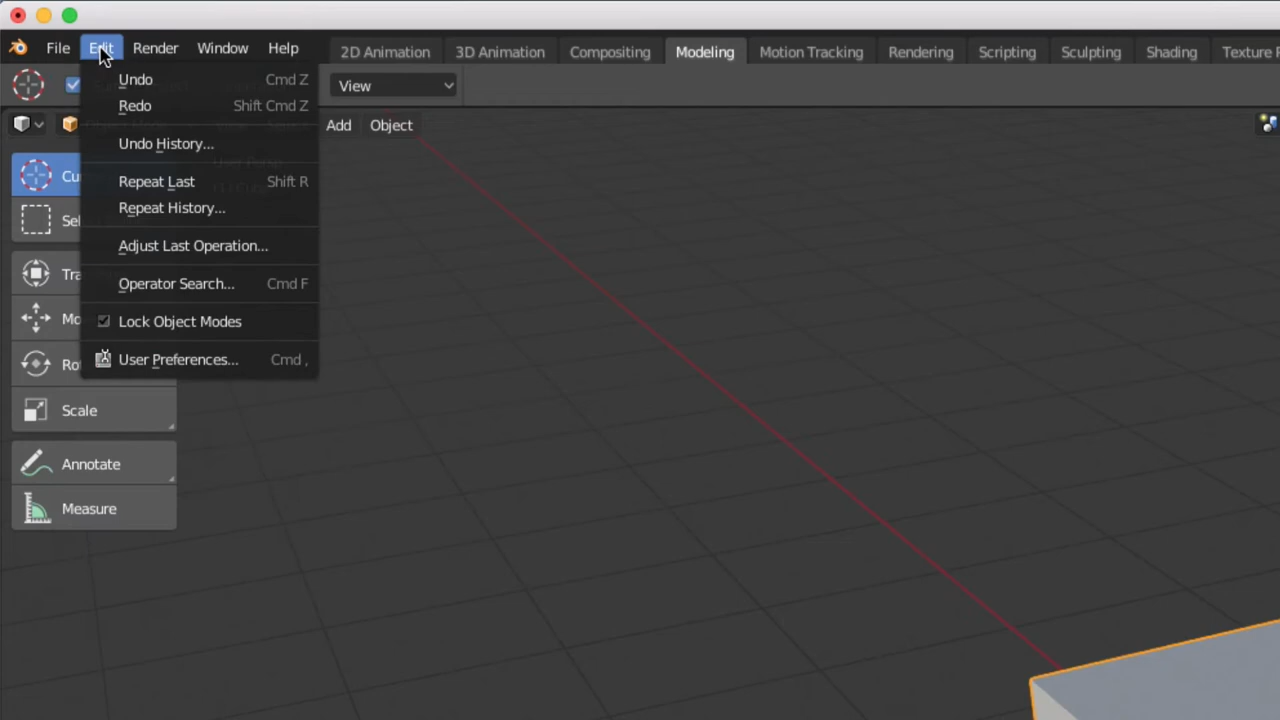 File Edit Render Window Help
2D Animation 3D Animation Compositing Modeling Motion Tracking Rendering Scripting Sculpting Shading Texture
View
Undo Cmd Z
Redo Shift Cmd Z
Add Object
Undo History...
Repeat Last Shift R
Repeat History...
Adjust Last Operation...
Operator Search... Cmd F
Lock Object Modes
User Preferences... Cmd ,
Scale
Annotate
Measure